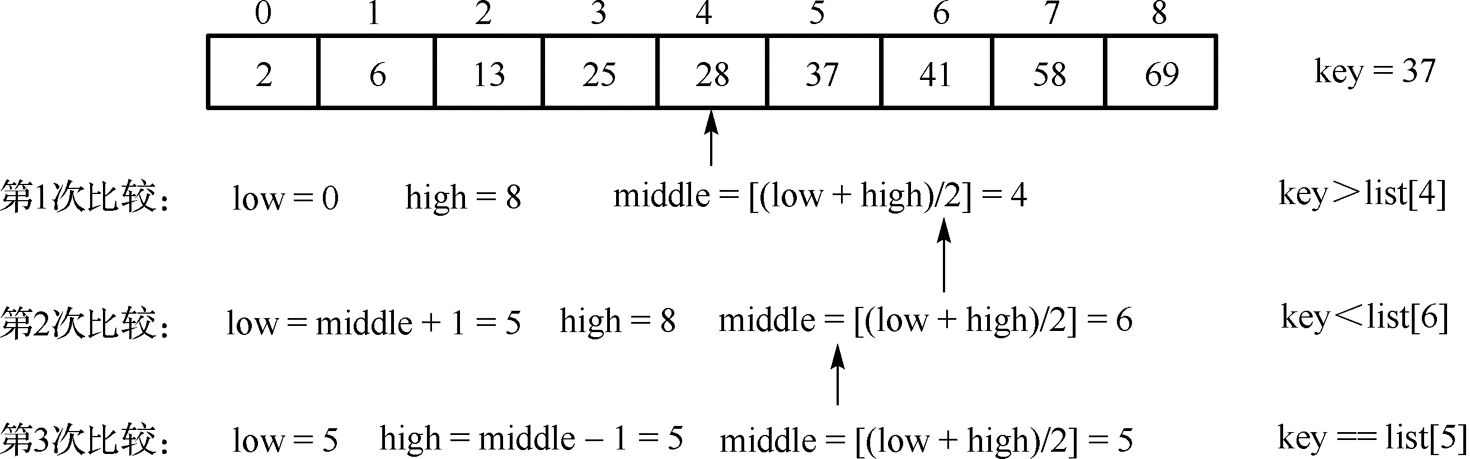 0 1 2 3 4 5 6 7 8
2 6 13 25 28 37 41 58 69 key = 37
第1次比较： low = 0 high = 8 middle = [(low + high)/2] = 4 key＞list[4]
第2次比较： low = middle + 1 = 5 high = 8 middle = [(low + high)/2] = 6 key＜list[6]
第3次比较： low = 5 high = middle – 1 = 5 middle = [(low + high)/2] = 5 key == list[5]